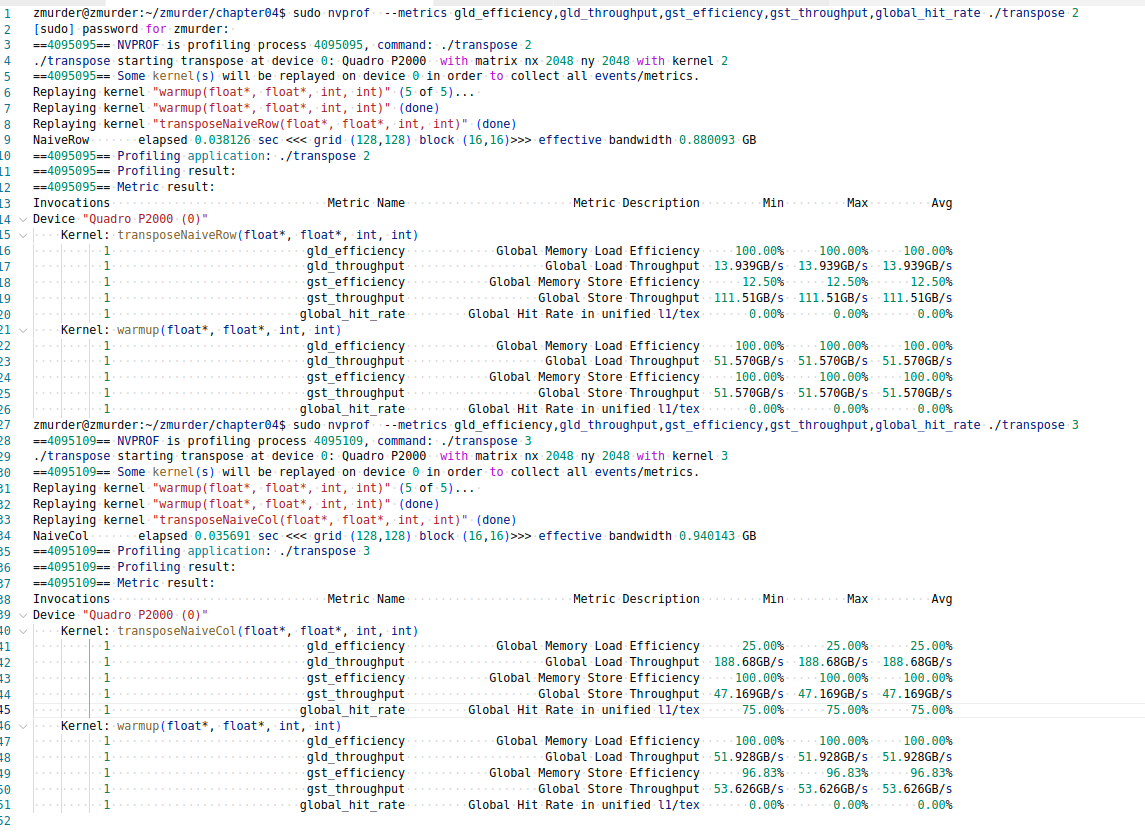 1 zmurder@zmurder:~/zmurder/chapter04$ sudo nvprof --metrics gld_efficiency,gld_throughput,gst_efficiency,gst_throughput,global_hit_rate ./transpose 2
2 [sudo] password for zmurder:
3 ==4095095== NVPROF is profiling process 4095095, command: ./transpose 2
4 ./transpose starting transpose at device 0: Quadro P2000 with matrix nx 2048 ny 2048 with kernel 2
5 ==4095095== Some kernel(s) will be replayed on device 0 in order to collect all events/metrics.
6 Replaying kernel "warmup(float*, float*, int, int)" (5 of 5)...
7 Replaying kernel "warmup(float*, float*, int, int)" (done)
8 Replaying kernel "transposeNaiveRow(float*, float*, int, int)" (done)
9 NaiveRow elapsed 0.038126 sec <<< grid (128,128) block (16,16)>>> effective bandwidth 0.880093 GB
10 ==4095095== Profiling application: ./transpose 2
11 ==4095095== Profiling result:
12 ==4095095== Metric result:
13 Invocations Metric Name Metric Description Min Max Avg
14 Device "Quadro P2000 (0)"
15 Kernel: transposeNaiveRow(float*, float*, int, int)
16 1 gld_efficiency Global Memory Load Efficiency 100.00% 100.00% 100.00%
17 1 gld_throughput Global Load Throughput 13.939GB/s 13.939GB/s 13.939GB/s
18 1 gst_efficiency Global Memory Store Efficiency 12.50% 12.50% 12.50%
19 1 gst_throughput Global Store Throughput 111.51GB/s 111.51GB/s 111.51GB/s
20 1 global_hit_rate Global Hit Rate in unified l1/tex 0.00% 0.00% 0.00%
21 Kernel: warmup(float*, float*, int, int)
22 1 gld_efficiency Global Memory Load Efficiency 100.00% 100.00% 100.00%
23 1 gld_throughput Global Load Throughput 51.570GB/s 51.570GB/s 51.570GB/s
24 1 gst_efficiency Global Memory Store Efficiency 100.00% 100.00% 100.00%
25 1 gst_throughput Global Store Throughput 51.570GB/s 51.570GB/s 51.570GB/s
26 1 global_hit_rate Global Hit Rate in unified l1/tex 0.00% 0.00% 0.00%
27 zmurder@zmurder:~/zmurder/chapter04$ sudo nvprof --metrics gld_efficiency,gld_throughput,gst_efficiency,gst_throughput,global_hit_rate ./transpose 3
28 ==4095109== NVPROF is profiling process 4095109, command: ./transpose 3
29 ./transpose starting transpose at device 0: Quadro P2000 with matrix nx 2048 ny 2048 with kernel 3
30 ==4095109== Some kernel(s) will be replayed on device 0 in order to collect all events/metrics.
31 Replaying kernel "warmup(float*, float*, int, int)" (5 of 5)...
32 Replaying kernel "warmup(float*, float*, int, int)" (done)
33 Replaying kernel "transposeNaiveCol(float*, float*, int, int)" (done)
34 NaiveCol elapsed 0.035691 sec <<< grid (128,128) block (16,16)>>> effective bandwidth 0.940143 GB
35 ==4095109== Profiling application: ./transpose 3
36 ==4095109== Profiling result:
37 ==4095109== Metric result:
38 Invocations Metric Name Metric Description Min Max Avg
39 Device "Quadro P2000 (0)"
40 Kernel: transposeNaiveCol(float*, float*, int, int)
41 1 gld_efficiency Global Memory Load Efficiency 25.00% 25.00% 25.00%
42 1 gld_throughput Global Load Throughput 188.68GB/s 188.68GB/s 188.68GB/s
43 1 gst_efficiency Global Memory Store Efficiency 100.00% 100.00% 100.00%
44 1 gst_throughput Global Store Throughput 47.169GB/s 47.169GB/s 47.169GB/s
45 1 global_hit_rate Global Hit Rate in unified l1/tex 75.00% 75.00% 75.00%
46 Kernel: warmup(float*, float*, int, int)
47 1 gld_efficiency Global Memory Load Efficiency 100.00% 100.00% 100.00%
48 1 gld_throughput Global Load Throughput 51.928GB/s 51.928GB/s 51.928GB/s
49 1 gst_efficiency Global Memory Store Efficiency 96.83% 96.83% 96.83%
50 1 gst_throughput Global Store Throughput 53.626GB/s 53.626GB/s 53.626GB/s
51 1 global_hit_rate Global Hit Rate in unified l1/tex 0.00% 0.00% 0.00%
52